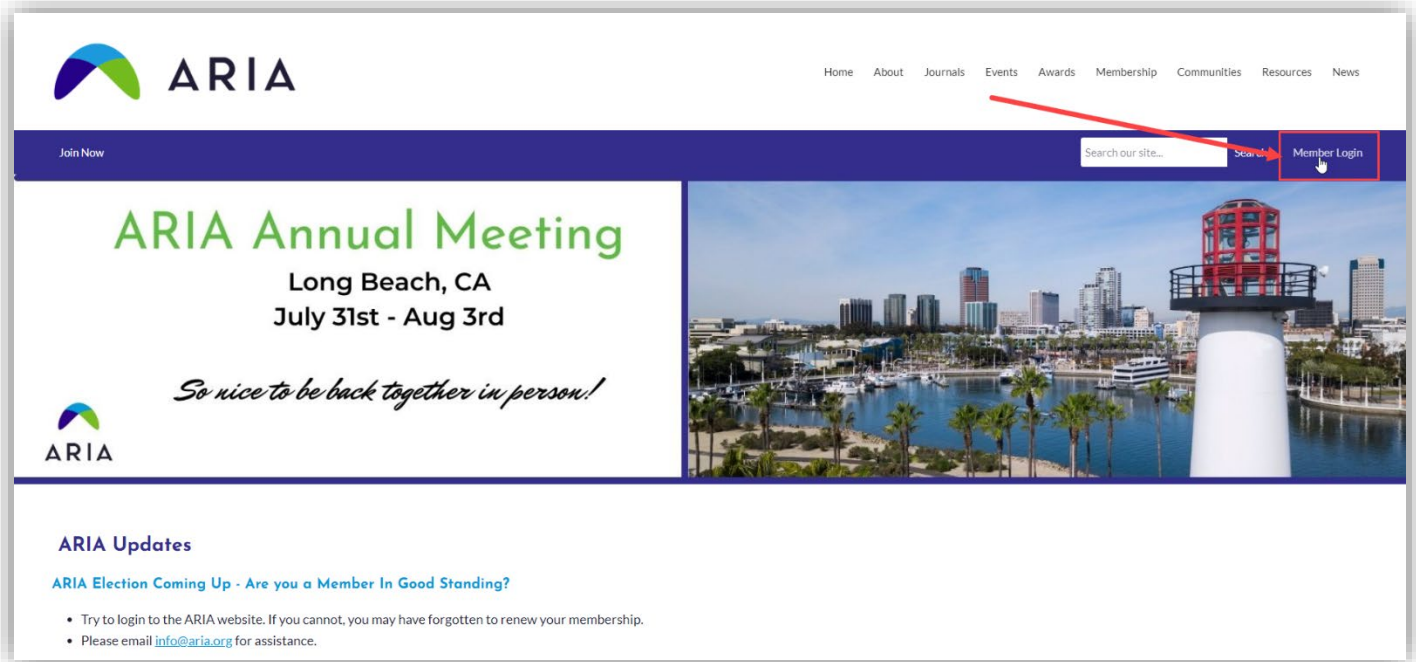 ARIA
Home About Journals Events Awards Membership Communities Resources News
Join Now
Search our site...
Member Login
ARIA Annual Meeting
Long Beach, CA
July 31st - Aug 3rd
So nice to be back together in person!
ARIA
ARIA Updates
ARIA Election Coming Up - Are you a Member In Good Standing?
• Try to login to the ARIA website. If you cannot, you may have forgotten to renew your membership.
• Please email info@aria.org for assistance.